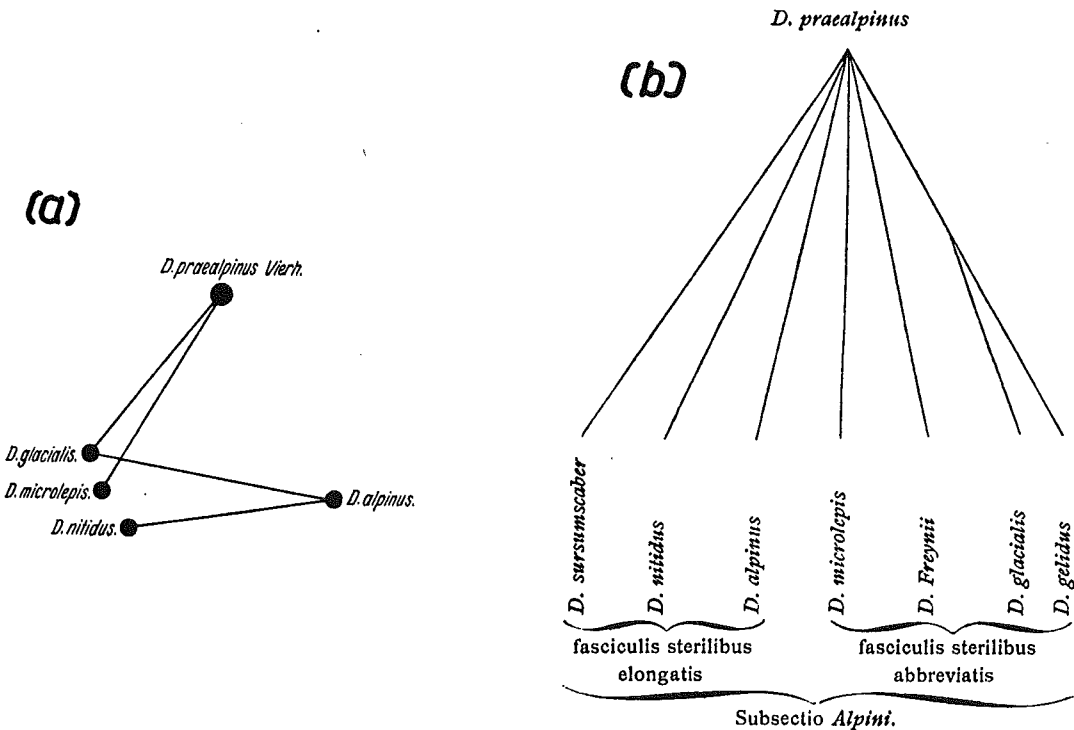 (a)
D. praealpinus Vierh.
D. glacialis.
D. microlepis.
D. nitidus.
D. alpinus.
(b)
D. praealpinus
D. sursumscaber
D. nitidus
D. alpinus
D. microlepis
D. Freynii
D. glacialis
D. gelidus
fasciculis sterilibus
elongatis
fasciculis sterilibus
abbreviatis
Subsectio Alpini.